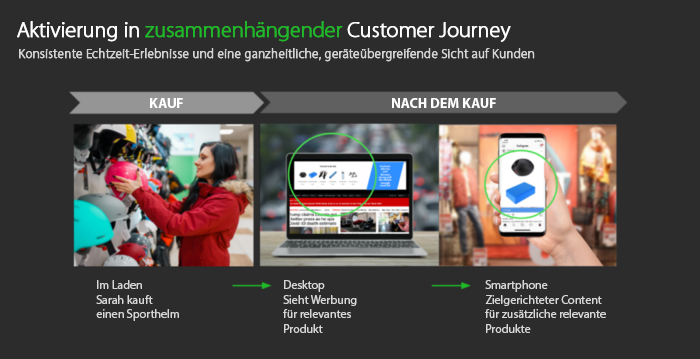 Aktivierung in zusammenhängender Customer Journey
Konsistente Echtzeit-Erlebnisse und eine ganzheitliche, geräteübergreifende Sicht auf Kunden
KAUF
NACH DEM KAUF
Im Laden
Sarah kauft
einen Sporthelm
Desktop
Sieht Werbung
für relevantes
Produkt
Smartphone
Zielgerichteter Content
für zusätzliche relevante
Produkte